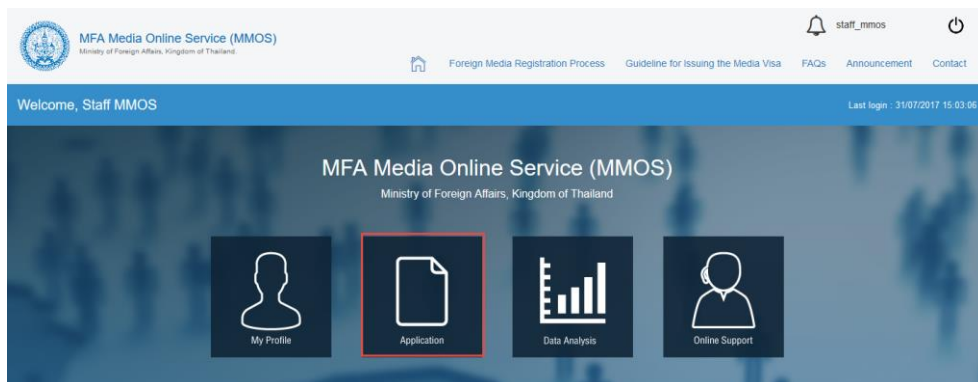 MFA Media Online Service (MMOS)
Ministry of Foreign Affairs, Kingdom of Thailand.
staff_mmos
Foreign Media Registration Process
Guideline for Issuing the Media Visa
FAQs
Announcement
Contact
Welcome, Staff MMOS
Last login : 31/07/2017 15:03:06
MFA Media Online Service (MMOS)
Ministry of Foreign Affairs, Kingdom of Thailand
My Profile
Application
Data Analysis
Online Support